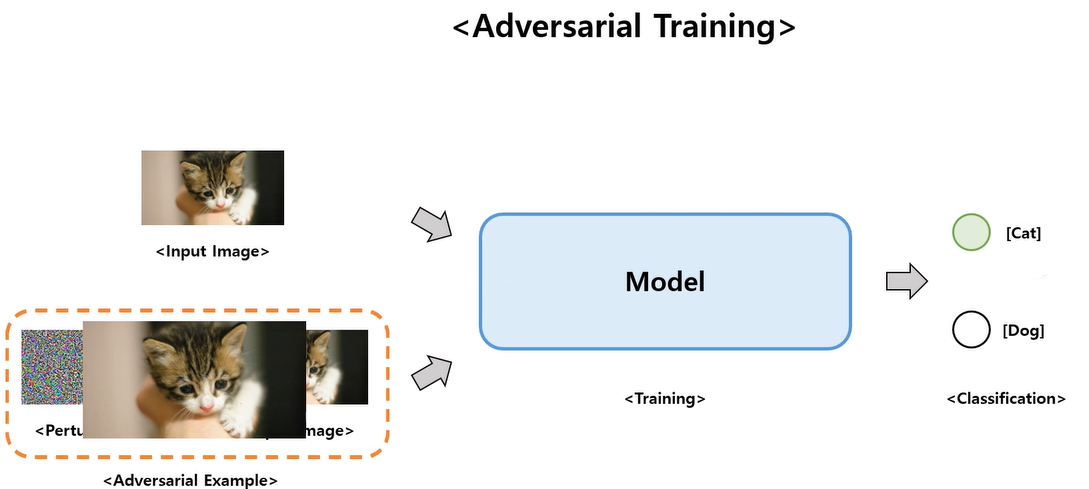 <Adversarial Training>
<Input Image>
Model
[Cat]
[Dog]
<Training>
<Classification>
<Adversarial Example>